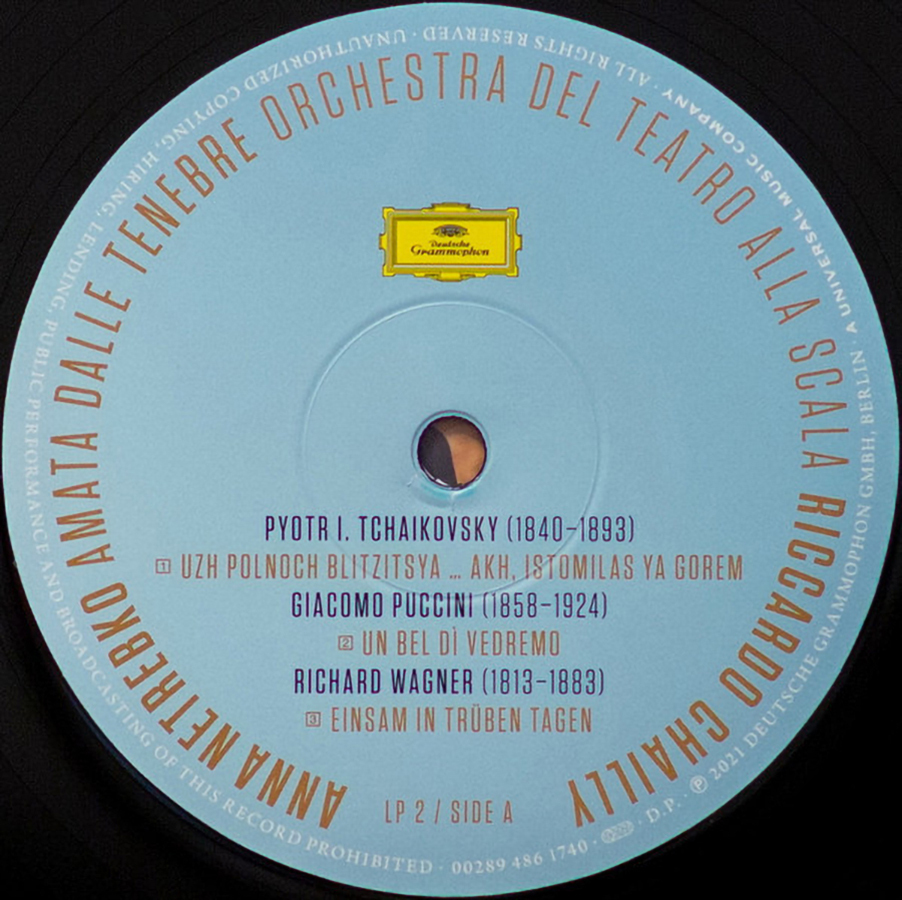 ANNA NETREBKO AMATA DALLE TENEBRE ORCHESTRA DEL TEATRO ALLA SCALA RICCARDO CHAILLY
Deutsche
Grammophon
PYOTR I. TCHAIKOVSKY (1840–1893)
1 UZH POLNOCH BLITZITSYA ... AKH, ISTOMILAS YA GOREM
GIACOMO PUCCINI (1858–1924)
2 UN BEL DÌ VEDREMO
RICHARD WAGNER (1813–1883)
3 EINSAM IN TRÜBEN TAGEN
LP 2 / SIDE A
℗ 2021 DEUTSCHE GRAMMOPHON GMBH, BERLIN · A UNIVERSAL MUSIC COMPANY · ALL RIGHTS RESERVED · UNAUTHORIZED COPYING, HIRING, LENDING, PUBLIC PERFORMANCE AND BROADCASTING OF THIS RECORD PROHIBITED · 00289 486 1740 · D.P. ·